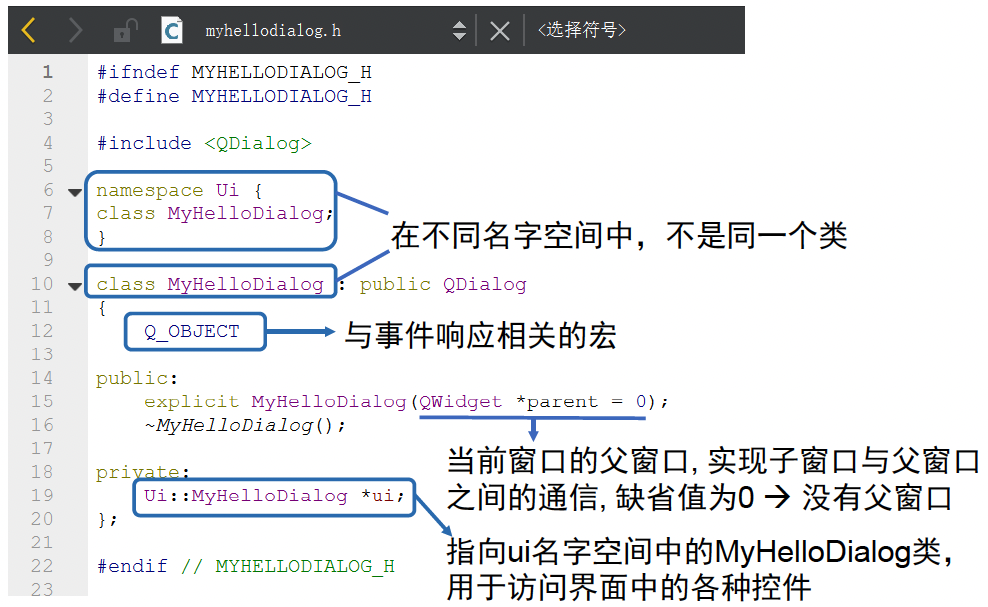 myhellodialog.h <选择符号>
1 #ifndef MYHELLODIALOG_H
2 #define MYHELLODIALOG_H
3
4 #include <QDialog>
5
6 namespace Ui {
7 class MyHelloDialog;
8 }
在不同名字空间中，不是同一个类
9
10 class MyHelloDialog : public QDialog
11 {
12 Q_OBJECT
与事件响应相关的宏
13
14 public:
15 explicit MyHelloDialog(QWidget *parent = 0);
16 ~MyHelloDialog();
17
当前窗口的父窗口, 实现子窗口与父窗口
之间的通信, 缺省值为0 → 没有父窗口
18 private:
19 Ui::MyHelloDialog *ui;
20 };
21
指向ui名字空间中的MyHelloDialog类，
用于访问界面中的各种控件
22 #endif // MYHELLODIALOG_H
23